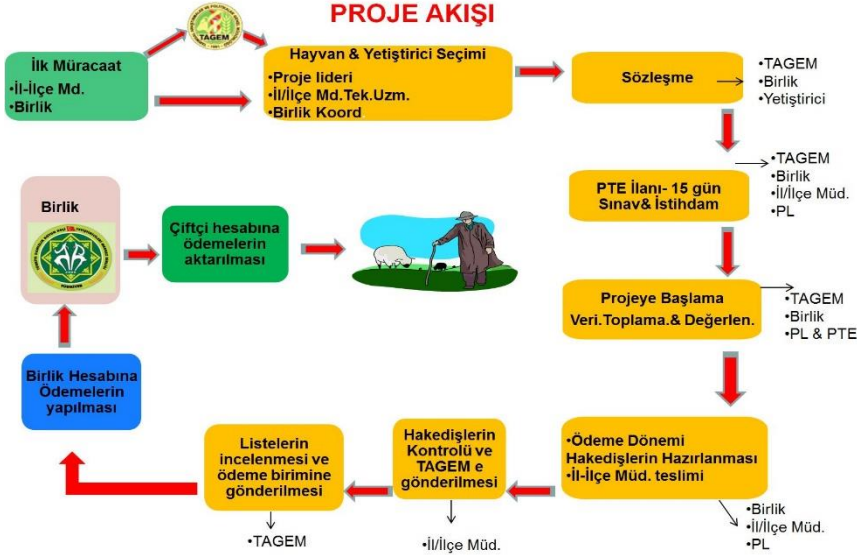 PROJE AKIŞI
TAGEM
İlk Müracaat
•İl-İlçe Md.
•Birlik
Hayvan & Yetiştirici Seçimi
•Proje lideri
•İl/İlçe Md.Tek.Uzm.
•Birlik Koord
Sözleşme
•TAGEM
•Birlik
•Yetiştirici
PTE İlanı- 15 gün
Sınav& İstihdam
•TAGEM
•Birlik
•İl/İlçe Müd.
•PL
Projeye Başlama
Veri.Toplama.& Değerlen.
•TAGEM
•Birlik
•PL & PTE
•Ödeme Dönemi
Hakedişlerin Hazırlanması
•İl-İlçe Müd. teslimi
•Birlik
•İl/İlçe Müd.
•PL
Hakedişlerin
Kontrolü ve
TAGEM e
gönderilmesi
•İl/İlçe Müd.
Listelerin
incelenmesi ve
ödeme birimine
gönderilmesi
•TAGEM
Birlik Hesabına
Ödemelerin
yapılması
Birlik
Çiftçi hesabına
ödemelerin
aktarılması